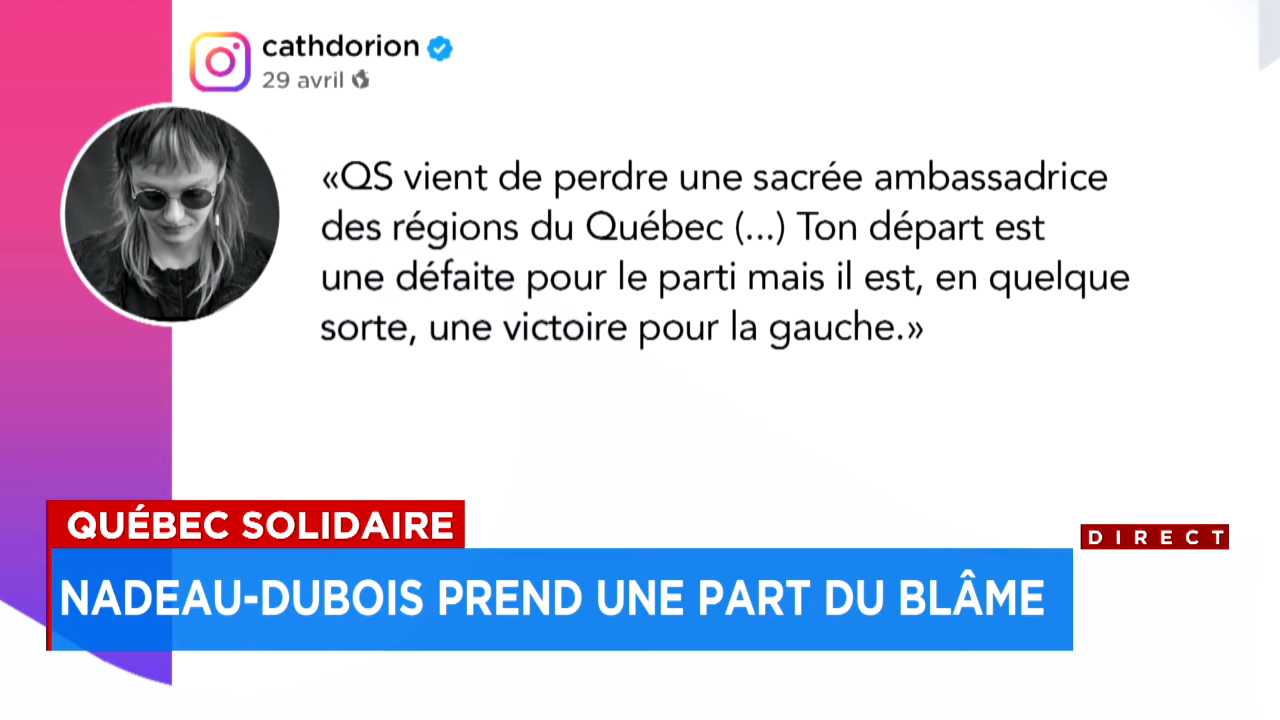 cathdorion
29 avril
«QS vient de perdre une sacrée ambassadrice
des régions du Québec (...) Ton départ est
une défaite pour le parti mais il est, en quelque
sorte, une victoire pour la gauche.»
QUÉBEC SOLIDAIRE
DIRECT
NADEAU-DUBOIS PREND UNE PART DU BLÂME